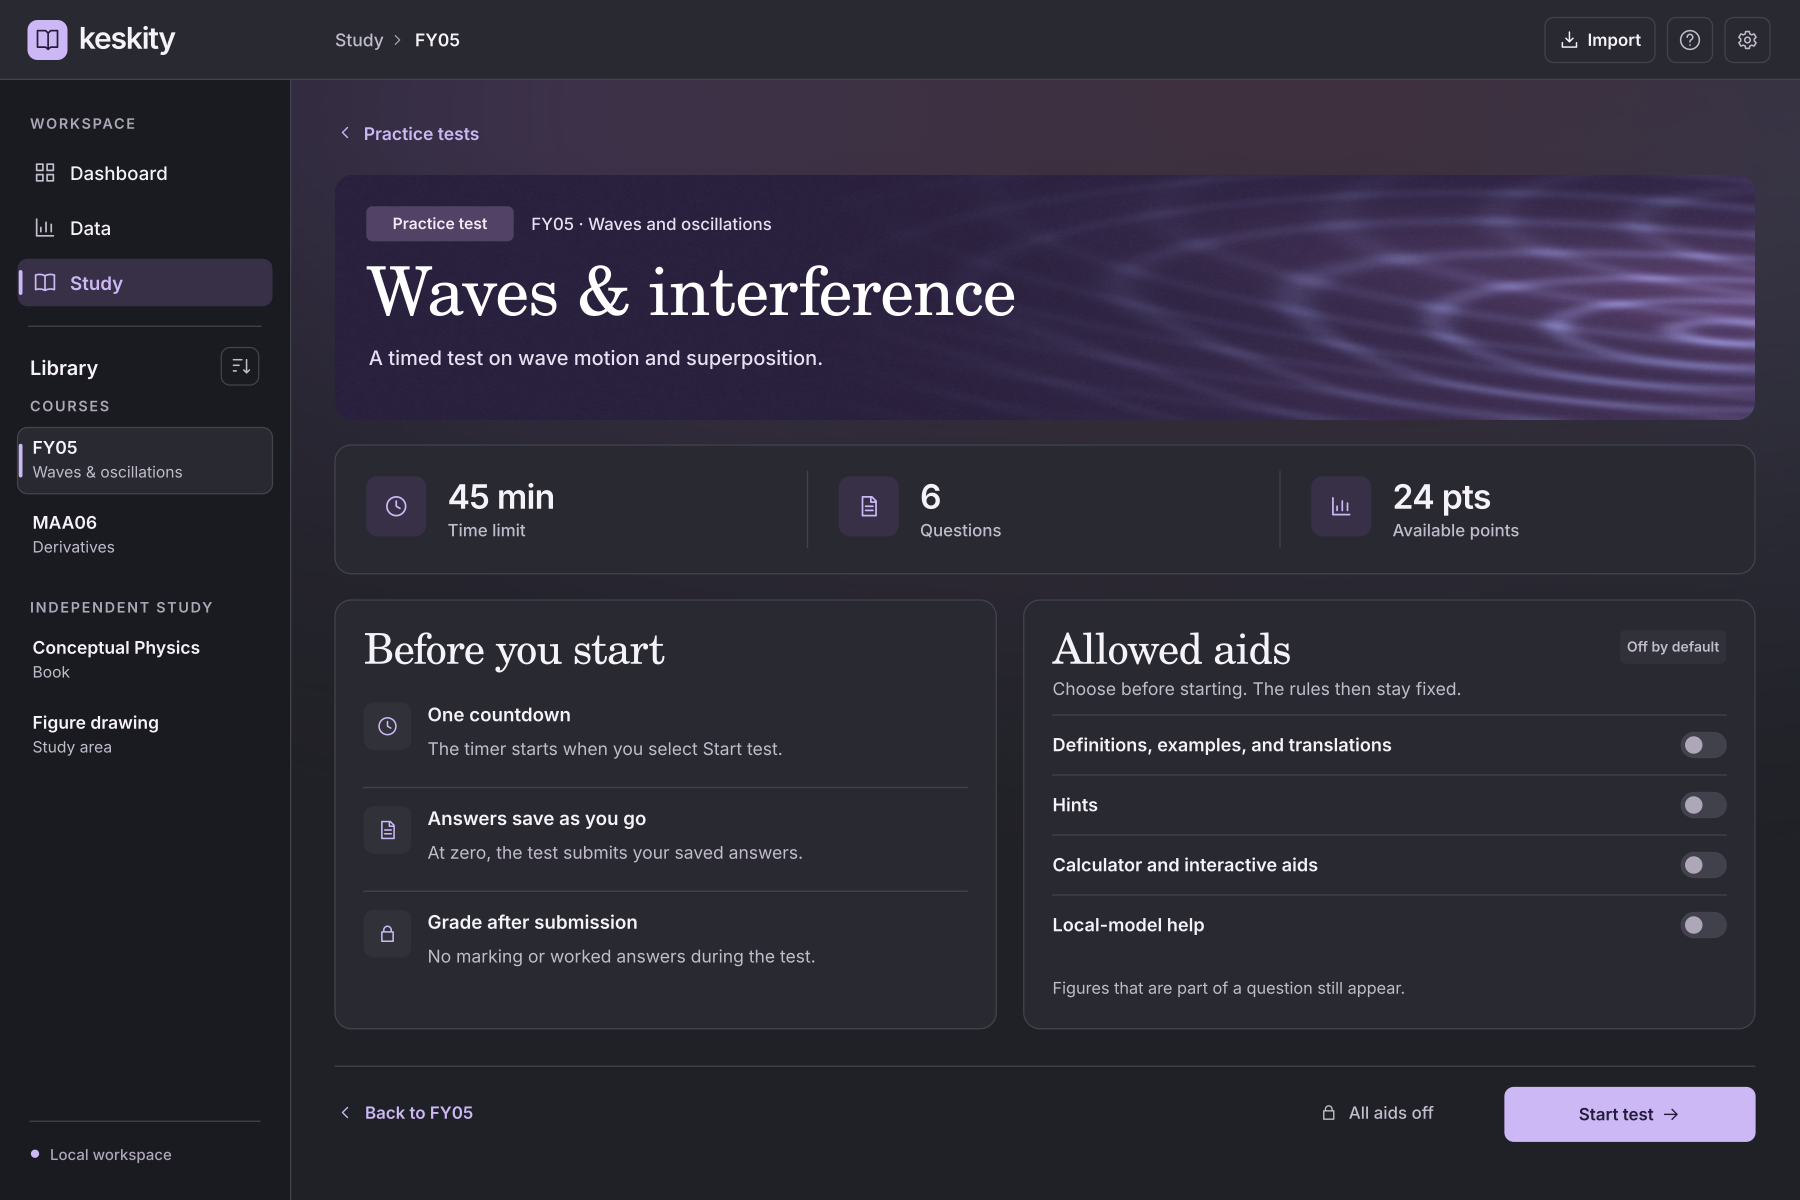 keskity
Study > FY05
Import
WORKSPACE
Dashboard
Data
Study
Library
COURSES
FY05
Waves & oscillations
MAA06
Derivatives
INDEPENDENT STUDY
Conceptual Physics
Book
Figure drawing
Study area
Local workspace
Practice tests
Practice test
FY05 · Waves and oscillations
Waves & interference
A timed test on wave motion and superposition.
45 min
Time limit
6
Questions
24 pts
Available points
Before you start
One countdown
The timer starts when you select Start test.
Answers save as you go
At zero, the test submits your saved answers.
Grade after submission
No marking or worked answers during the test.
Allowed aids
Off by default
Choose before starting. The rules then stay fixed.
Definitions, examples, and translations
Hints
Calculator and interactive aids
Local-model help
Figures that are part of a question still appear.
Back to FY05
All aids off
Start test →